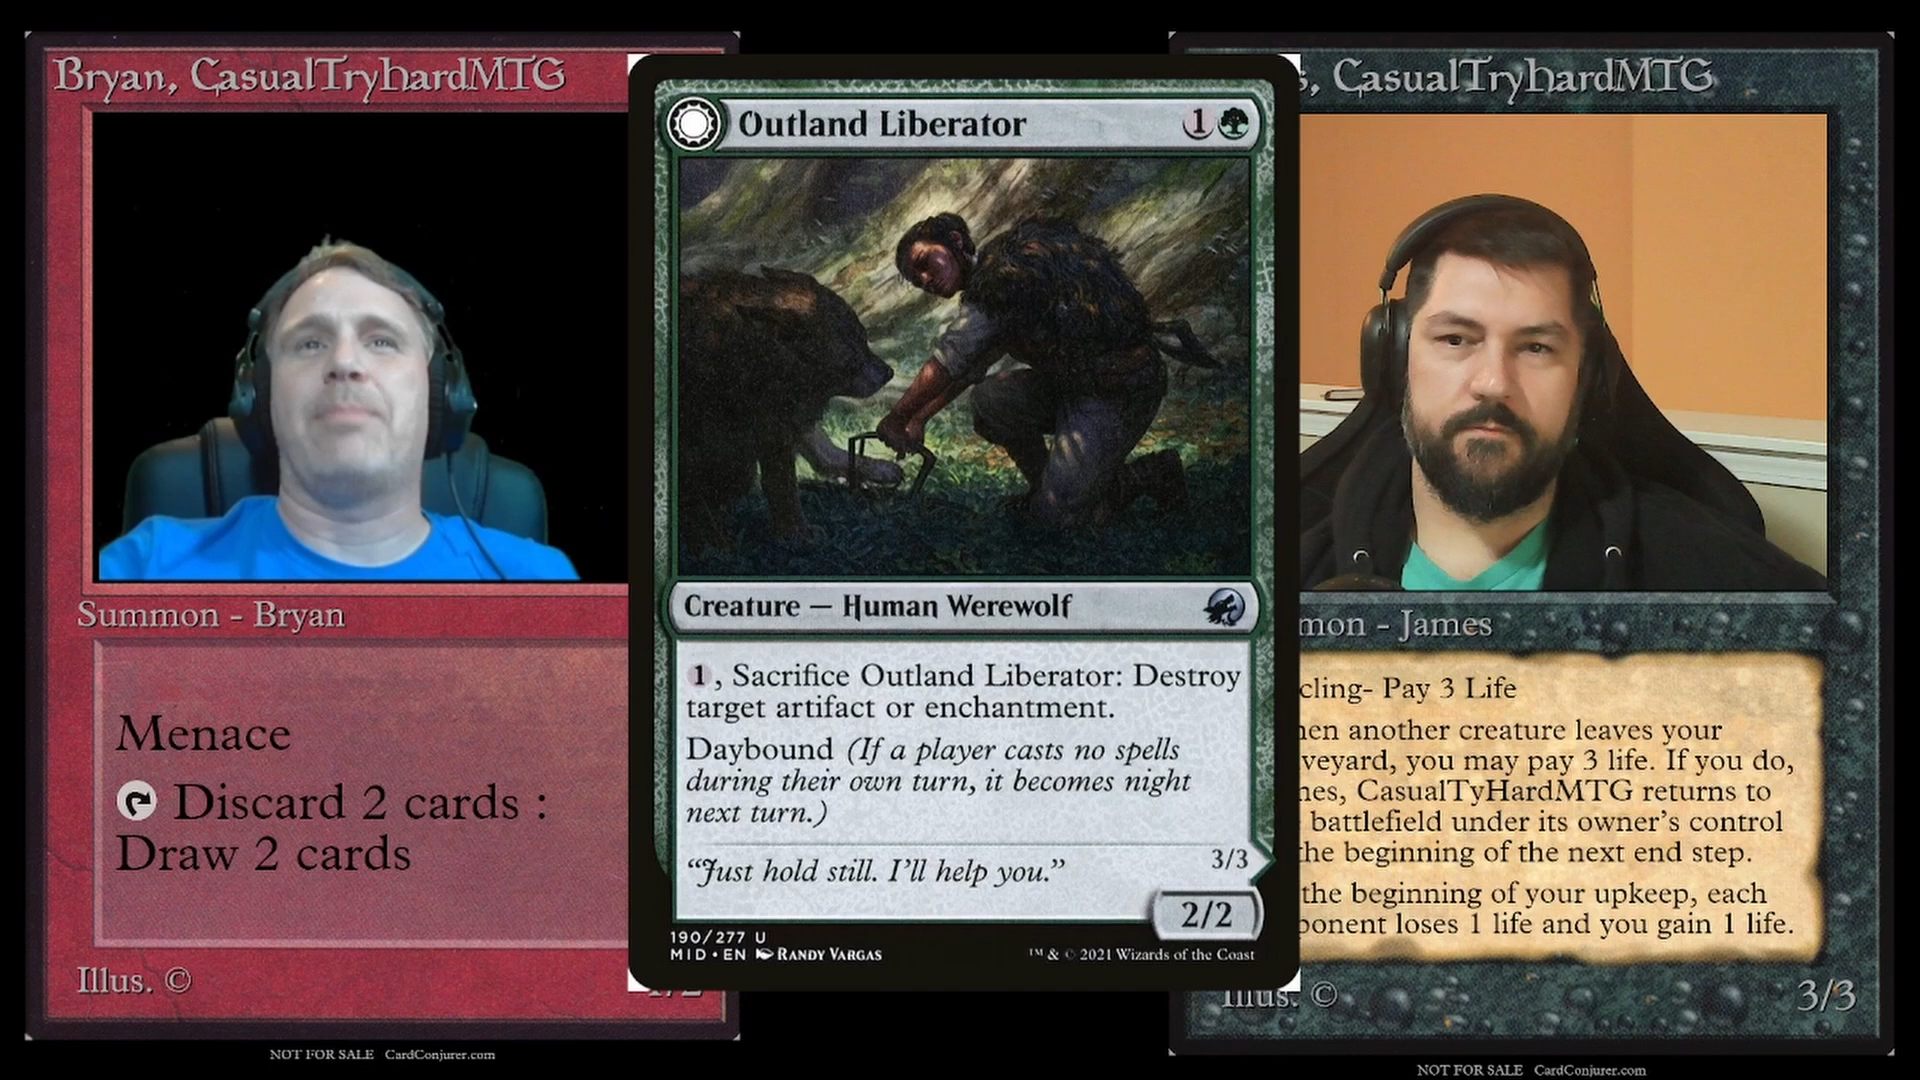 Bryan, CasualTryhardMTG
Summon - Bryan
Menace
Discard 2 cards :
Draw 2 cards
Illus. ©
NOT FOR SALE CardConjurer.com
Outland Liberator 1
Creature — Human Werewolf
1, Sacrifice Outland Liberator: Destroy
target artifact or enchantment.
Daybound (If a player casts no spells
during their own turn, it becomes night
next turn.)
“Just hold still. I’ll help you.”
3/3
2/2
190/277 U
MID • EN RANDY VARGAS
™ & © 2021 Wizards of the Coast
CasualTryhardMTG
- James
Pay 3 Life
another creature leaves your
you may pay 3 life. If you do,
CasualTyHardMTG returns to
battlefield under its owner's control
the beginning of the next end step.
the beginning of your upkeep, each
loses 1 life and you gain 1 life.
Illus. ©
3/3
NOT FOR SALE CardConjurer.com